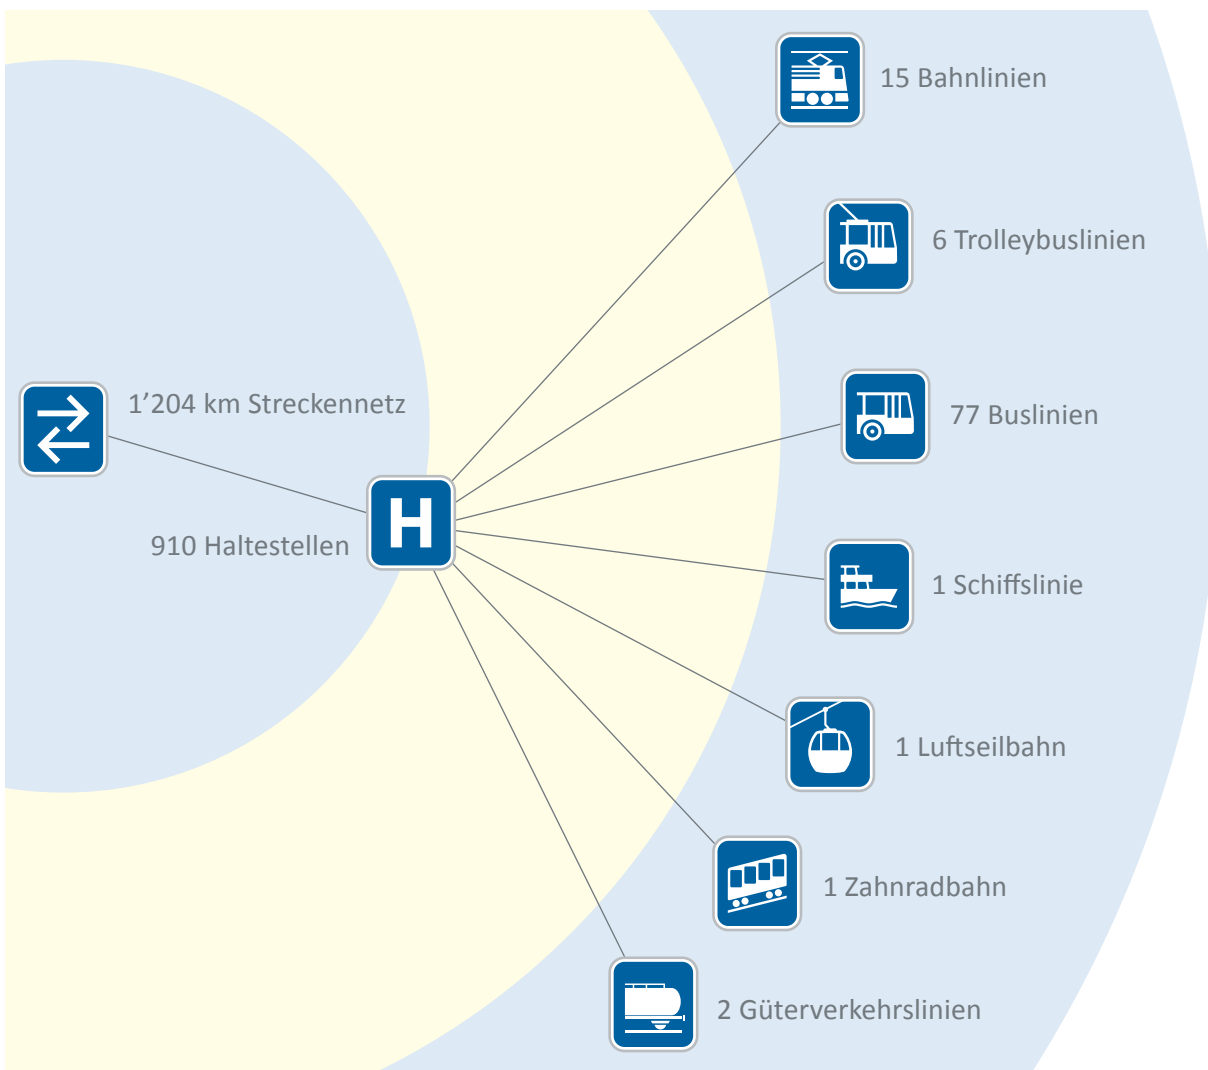 15 Bahnlinien
6 Trolleybuslinien
1’204 km Streckennetz
77 Buslinien
H
910 Haltestellen
1 Schiffslinie
1 Luftseilbahn
1 Zahnradbahn
2 Güterverkehrslinien